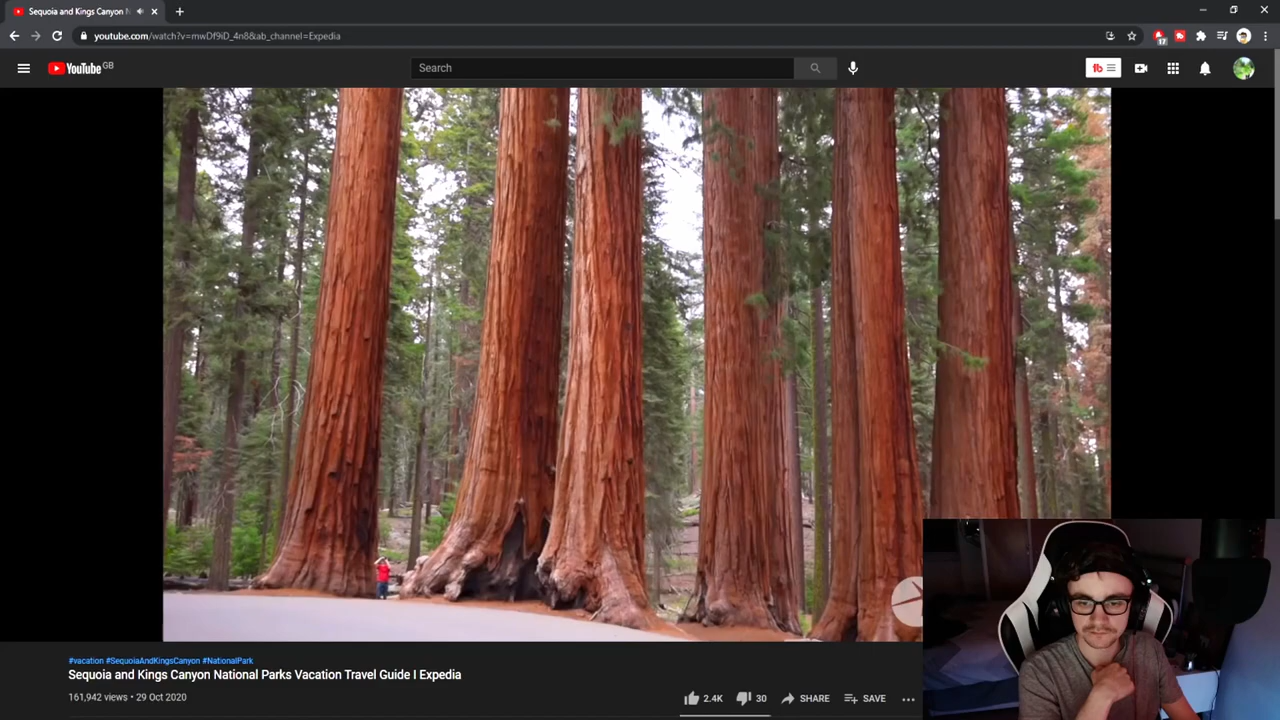 Sequoia and Kings Canyon N
youtube.com/watch?v=mwDf9iD_4n8&ab_channel=Expedia
17
YouTube GB
Search
#vacation #SequoiaAndKingsCanyon #NationalPark
Sequoia and Kings Canyon National Parks Vacation Travel Guide I Expedia
161,942 views • 29 Oct 2020
2.4K
30
SHARE
SAVE